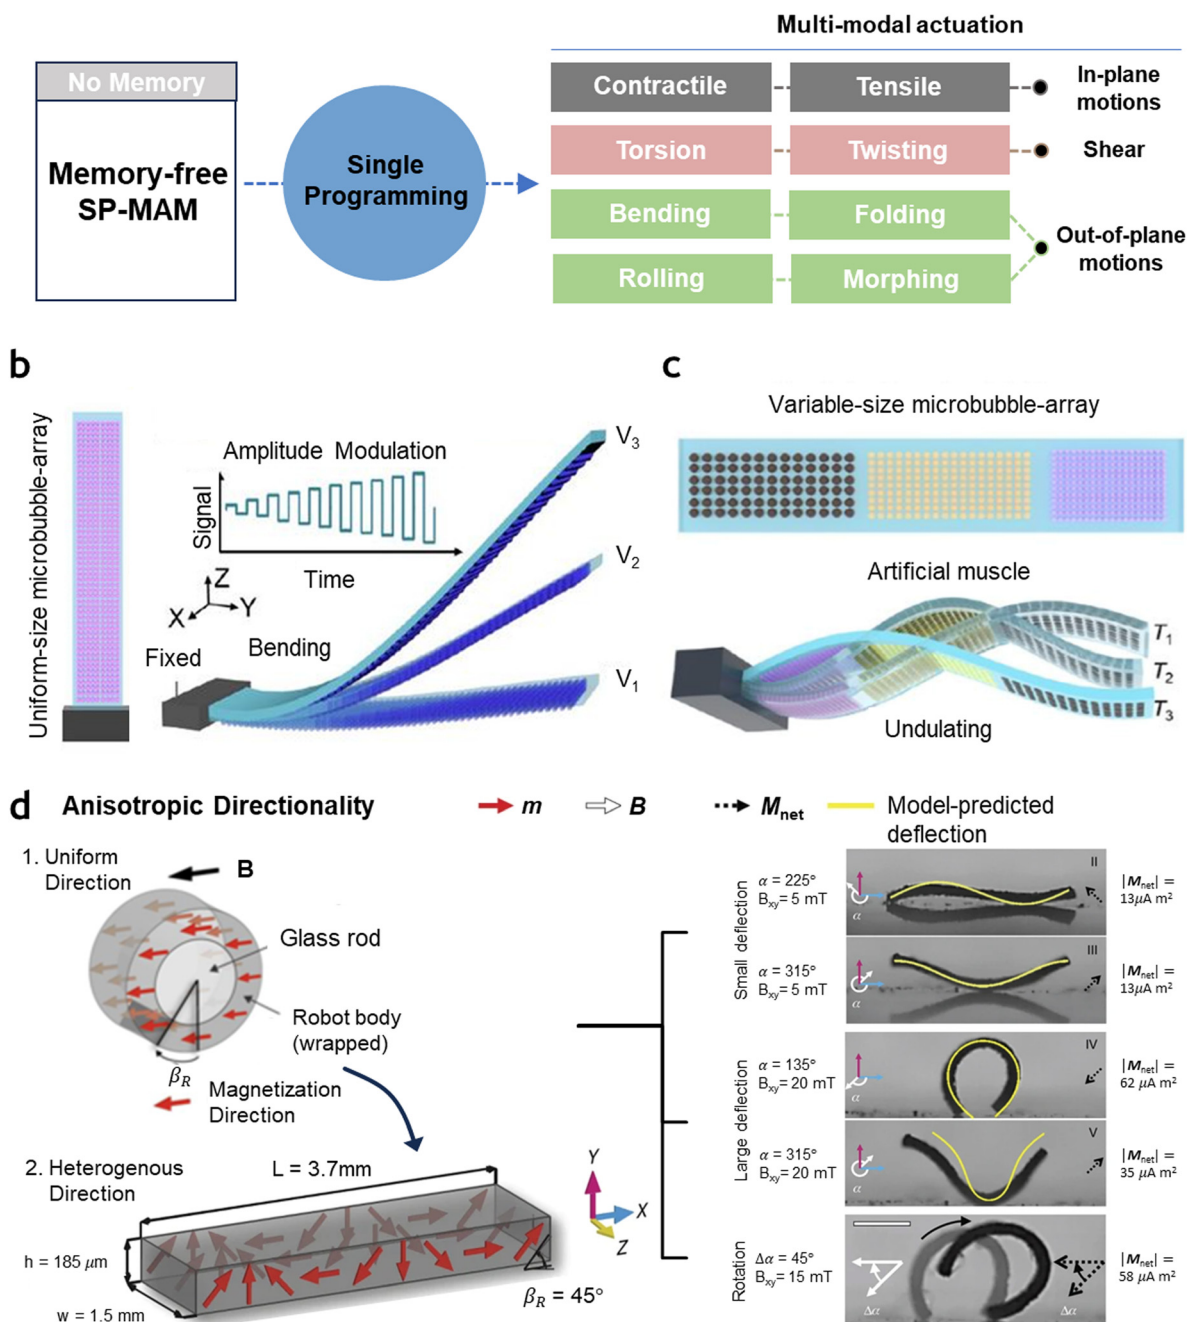 Multi-modal actuation
No Memory
Memory-free
SP-MAM
Single
Programming
Contractile
Tensile
In-plane
motions
Torsion
Twisting
Shear
Bending
Folding
Rolling
Morphing
Out-of-plane
motions
b
Uniform-size microbubble-array
Amplitude Modulation
Signal
Time
Z
X
Y
Bending
Fixed
V3
V2
V1
c
Variable-size microbubble-array
Artificial muscle
T1
T2
T3
Undulating
d Anisotropic Directionality
m
B
Mnet
Model-predicted
deflection
1. Uniform
Direction
B
Glass rod
Robot body
(wrapped)
βR
Magnetization
Direction
2. Heterogenous
Direction
L = 3.7mm
h = 185 μm
w = 1.5 mm
βR = 45°
Y
X
Z
Small deflection
α = 225°
Bxy= 5 mT
α
II
|Mnet| =
13μA m²
α = 315°
Bxy= 5 mT
α
III
|Mnet| =
13μA m²
Large deflection
α = 135°
Bxy= 20 mT
α
IV
|Mnet| =
62 μA m²
α = 315°
Bxy= 20 mT
α
V
|Mnet| =
35 μA m²
Rotation
Δα = 45°
Bxy= 15 mT
Δα
Δα
|Mnet| =
58 μA m²